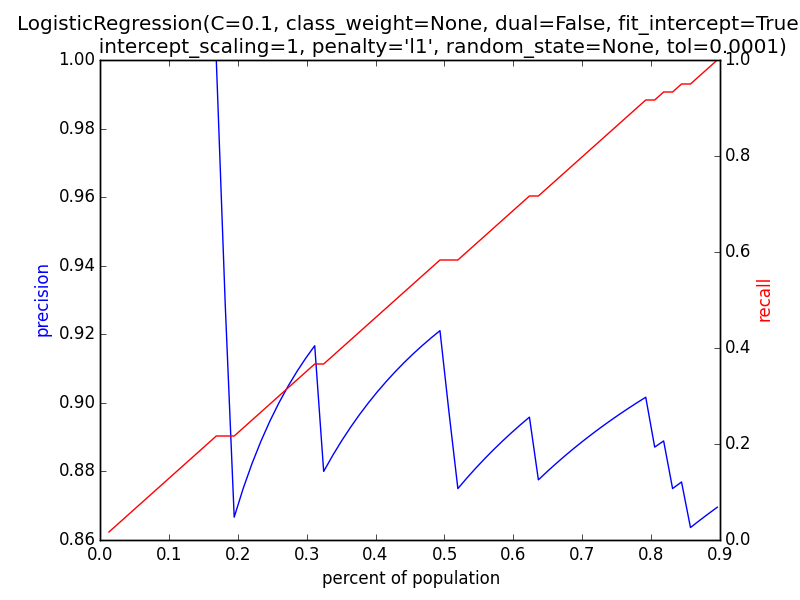 LogisticRegression(C=0.1, class_weight=None, dual=False, fit_intercept=True
intercept_scaling=1, penalty='l1', random_state=None, tol=0.0001)
1.00
0.98
0.96
0.94
0.92
0.90
0.88
0.86
precision
1.0
0.8
0.6
0.4
0.2
0.0
recall
0.0 0.1 0.2 0.3 0.4 0.5 0.6 0.7 0.8 0.9
percent of population